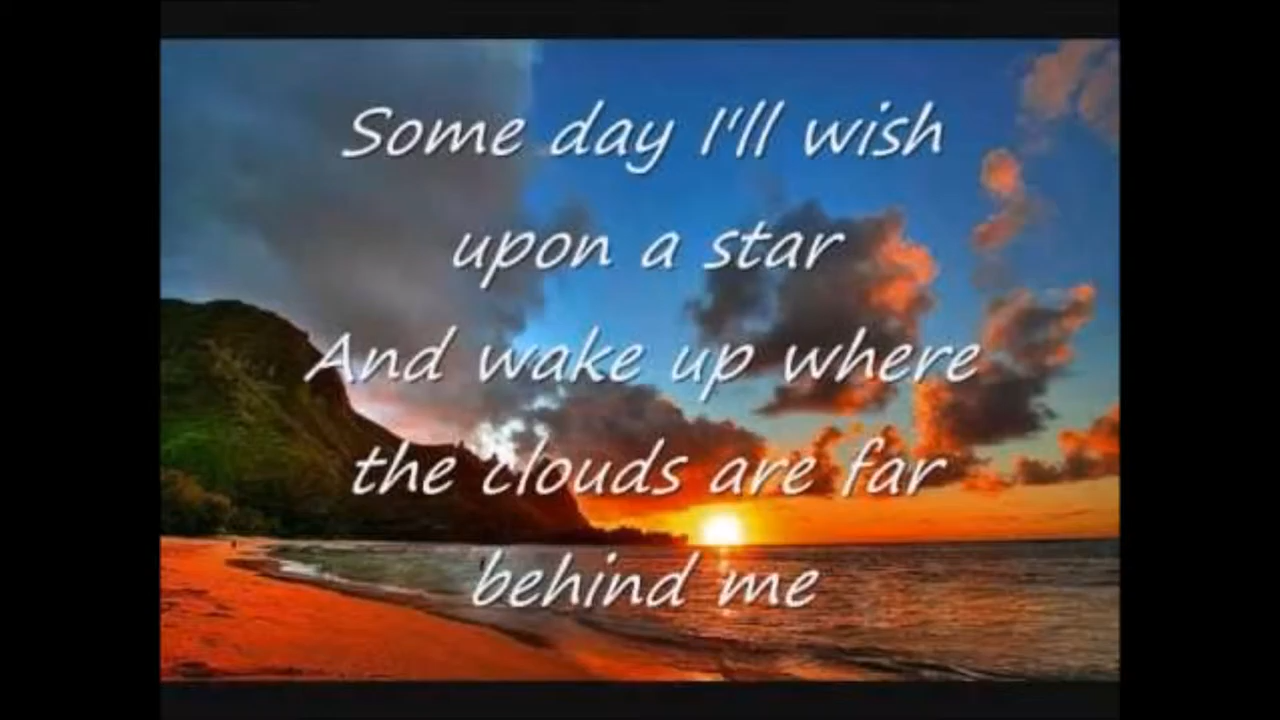 Some day I'll wish
upon a star
And wake up where
the clouds are far
behind me